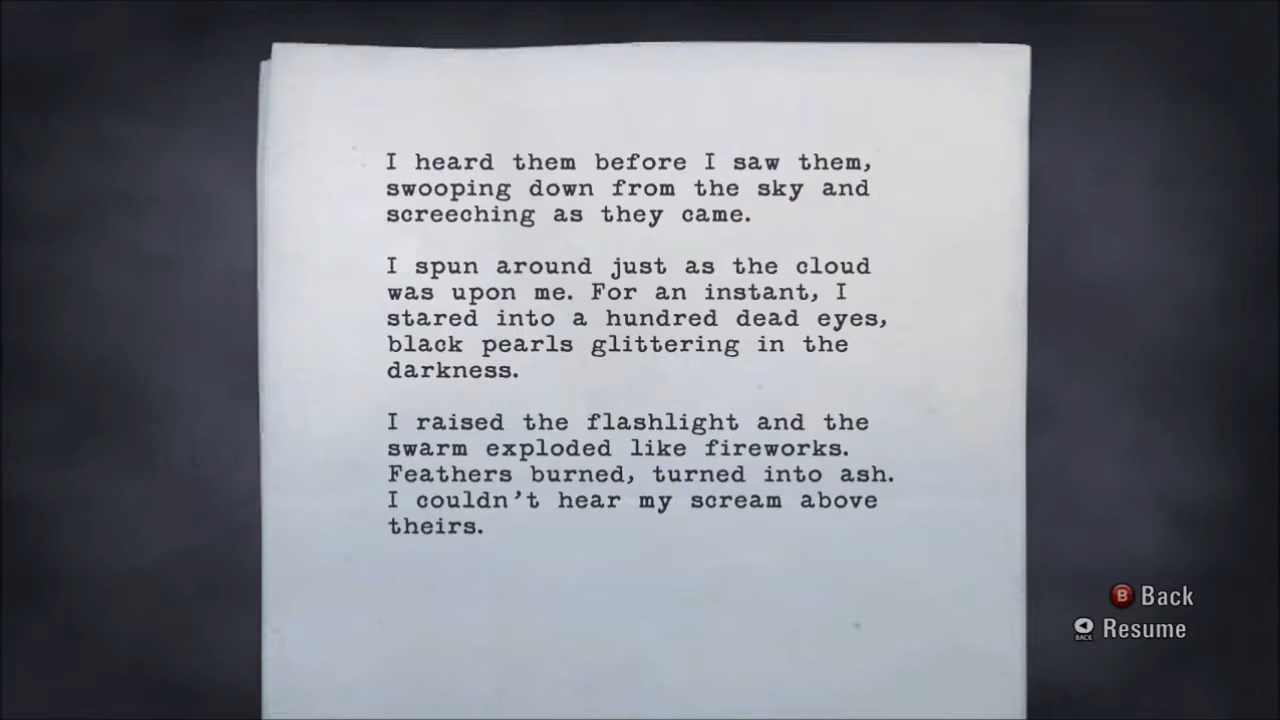 I heard them before I saw them,
swooping down from the sky and
screeching as they came.
I spun around just as the cloud
was upon me. For an instant, I
stared into a hundred dead eyes,
black pearls glittering in the
darkness.
I raised the flashlight and the
swarm exploded like fireworks.
Feathers burned, turned into ash.
I couldn't hear my scream above
theirs.
B Back
BACK Resume